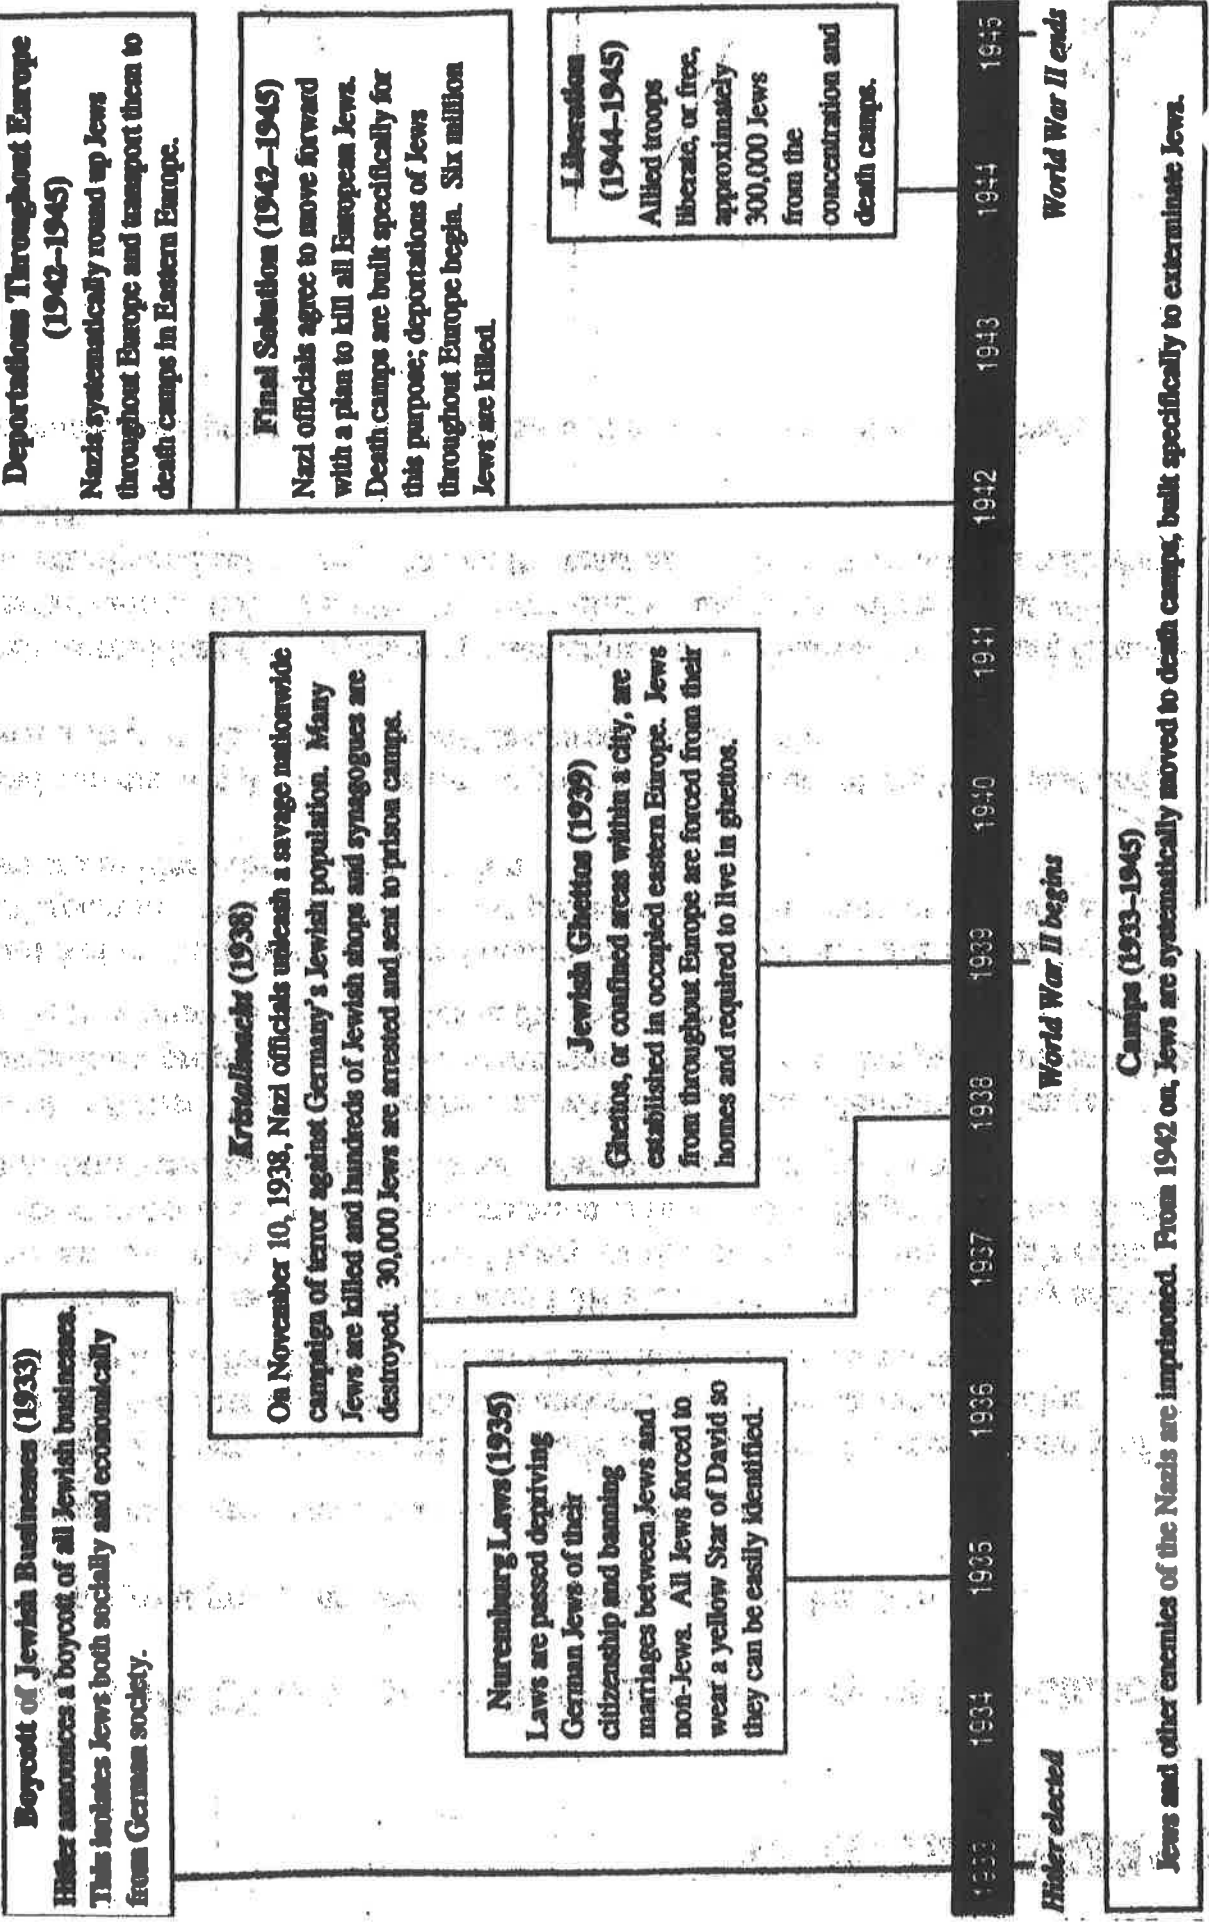 Boycott of Jewish Businesses (1933)
Hitler announces a boycott of all Jewish businesses.
This isolates Jews both socially and economically
from German society.
Kristallnacht (1938)
On November 10, 1938, Nazi officials unleash a savage nationwide
campaign of terror against Germany's Jewish population. Many
Jews are killed and hundreds of Jewish shops and synagogues are
destroyed. 30,000 Jews are arrested and sent to prison camps.
Deportations Throughout Europe
(1942–1945)
Nazis systematically round up Jews
throughout Europe and transport them to
death camps in Eastern Europe.
Final Solution (1942–1945)
Nazi officials agree to move forward
with a plan to kill all European Jews.
Death camps are built specifically for
this purpose; deportations of Jews
throughout Europe begin. Six million
Jews are killed.
Nuremburg Laws (1935)
Laws are passed depriving
German Jews of their
citizenship and banning
marriages between Jews and
non-Jews. All Jews forced to
wear a yellow Star of David so
they can be easily identified.
Jewish Ghettos (1939)
Ghettos, or confined areas within a city, are
established in occupied eastern Europe. Jews
from throughout Europe are forced from their
homes and required to live in ghettos.
Liberation
(1944–1945)
Allied troops
liberate, or free,
approximately
300,000 Jews
from the
concentration and
death camps.
1933 1934 1935 1936 1937 1938 1939 1940 1941 1942 1943 1944 1945
Hitler elected
World War II begins
World War II ends
Camps (1933–1945)
Jews and other enemies of the Nazis are imprisoned. From 1942 on, Jews are systematically moved to death camps, built specifically to exterminate Jews.